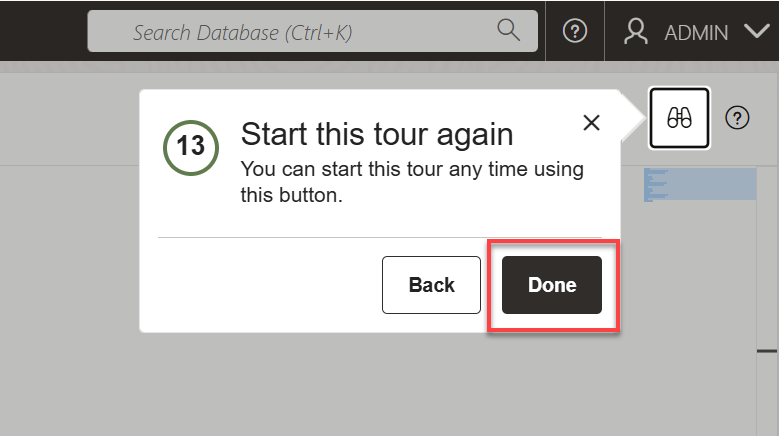 Search Database (Ctrl+K)
ADMIN
13
Start this tour again
You can start this tour any time using
this button.
Back
Done